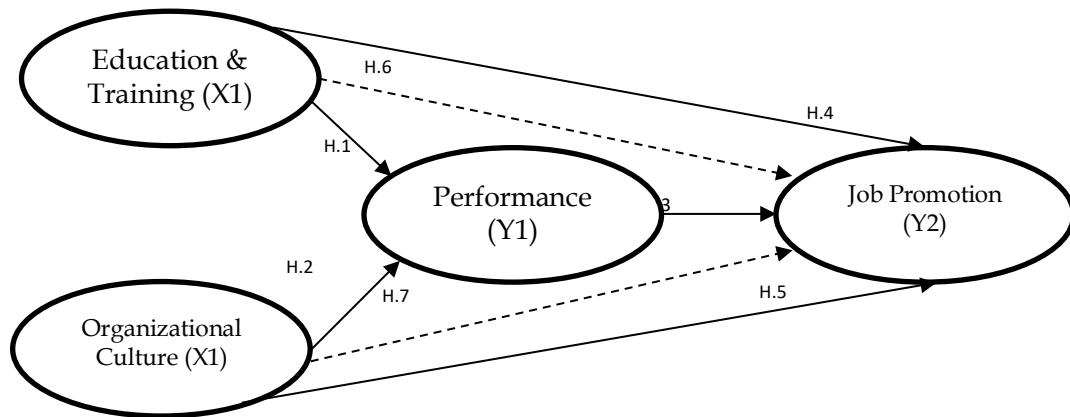 Education &
Training (X1)
H.6
H.4
H.1
Performance
(Y1)
3
Job Promotion
(Y2)
H.2
H.7
H.5
Organizational
Culture (X1)